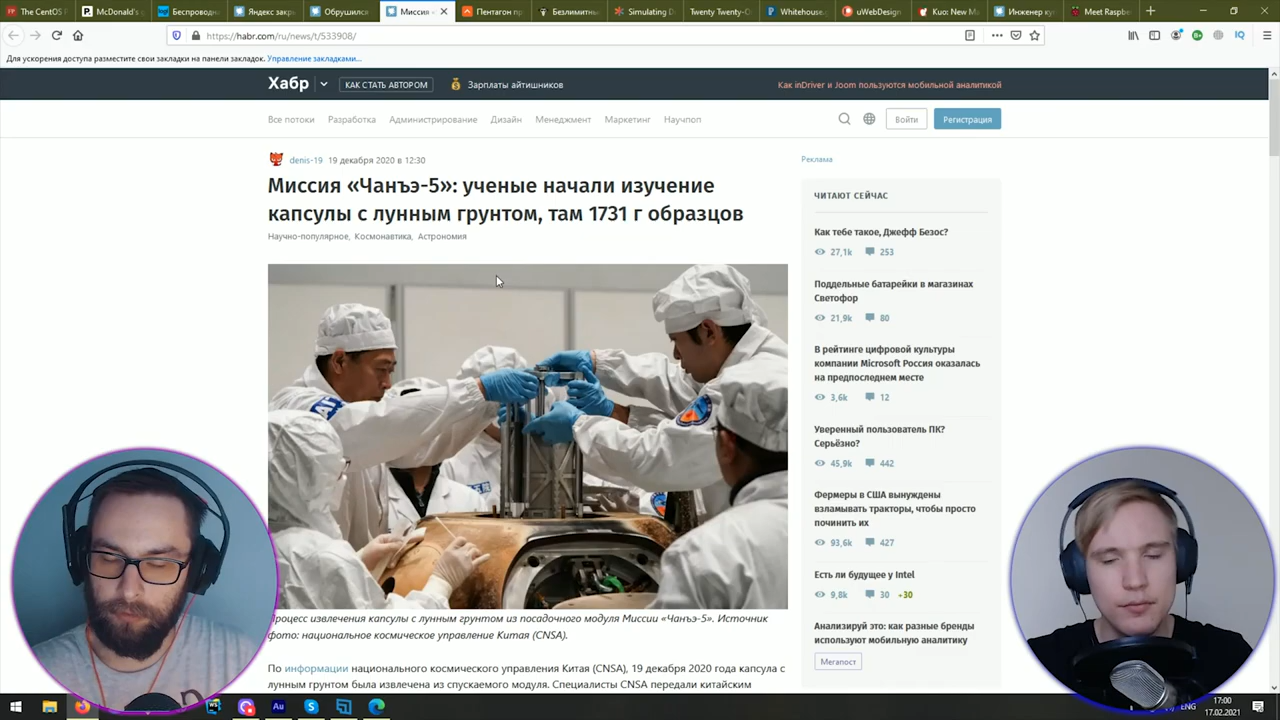 The CentOS P
McDonald's с
Беспроводна
Яндекс закр
Обрушился
Миссия «
Пентагон пр
Безлимитны
Simulating D
Twenty Twenty-O
Whitehouse.
uWebDesign
Kuo: New Ma
Инженер ку
Meet Raspbe
https://habr.com/ru/news/t/533908/
IQ
Для ускорения доступа разместите свои закладки на панели закладок. Управление закладками...
Хабр КАК СТАТЬ АВТОРОМ Зарплаты айтишников Как inDriver и Joom пользуются мобильной аналитикой
Все потоки Разработка Администрирование Дизайн Менеджмент Маркетинг Научпоп Войти Регистрация
denis-19 19 декабря 2020 в 12:30
Миссия «Чанъэ-5»: ученые начали изучение
капсулы с лунным грунтом, там 1731 г образцов
Научно-популярное, Космонавтика, Астрономия
Процесс извлечения капсулы с лунным грунтом из посадочного модуля Миссии «Чанъэ-5». Источник
фото: национальное космическое управление Китая (CNSA).
По информации национального космического управления Китая (CNSA), 19 декабря 2020 года капсула с
лунным грунтом была извлечена из спускаемого модуля. Специалисты CNSA передали китайским
Реклама
ЧИТАЮТ СЕЙЧАС
Как тебе такое, Джефф Безос?
27,1k 253
Поддельные батарейки в магазинах
Светофор
21,9k 80
В рейтинге цифровой культуры
компании Microsoft Россия оказалась
на предпоследнем месте
3,6k 12
Уверенный пользователь ПК?
Серьёзно?
45,9k 442
Фермеры в США вынуждены
взламывать тракторы, чтобы просто
починить их
93,6k 427
Есть ли будущее у Intel
9,8k 30 +30
Анализируй это: как разные бренды
используют мобильную аналитику
Мегапост
Au
ENG
17:00
17.02.2021